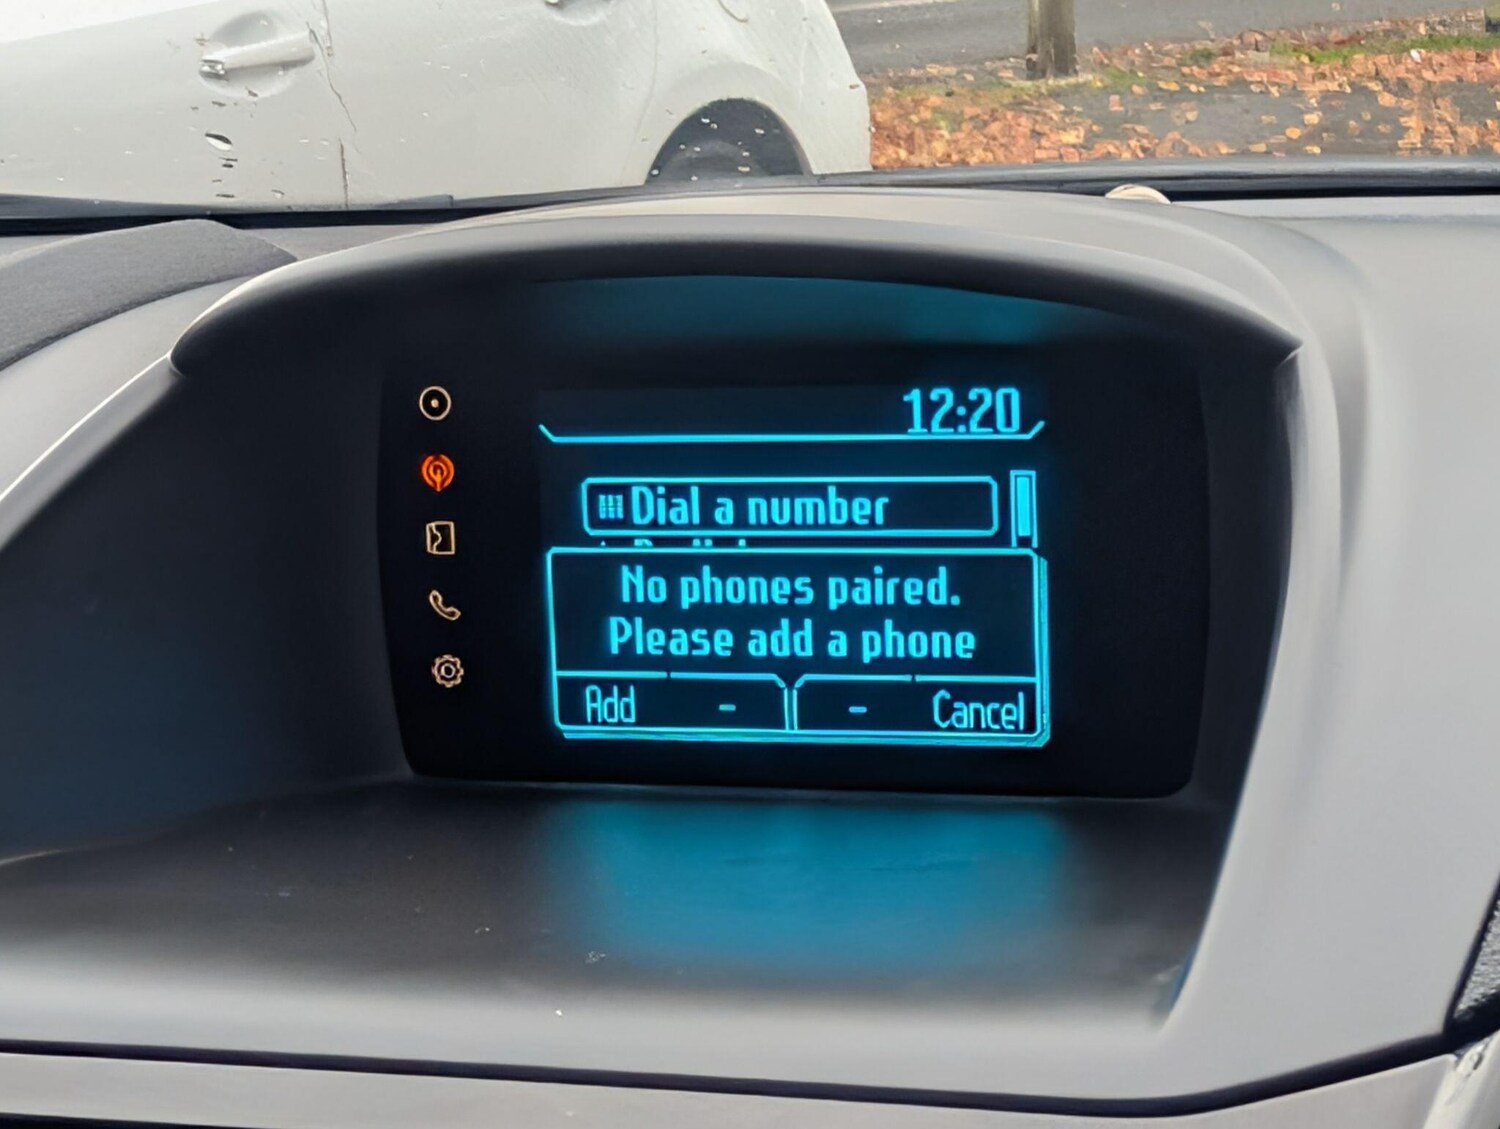 12:20
Dial a number
No phones paired.
Please add a phone
Add - - Cancel